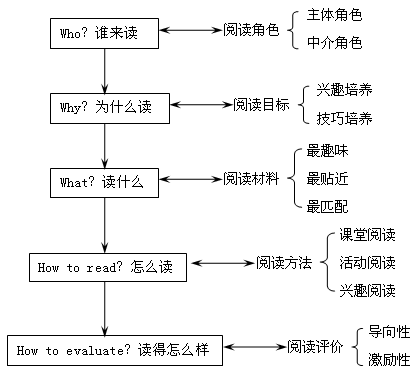 Who? 谁来读
阅读角色
主体角色
中介角色
Why? 为什么读
阅读目标
兴趣培养
技巧培养
What? 读什么
阅读材料
最趣味
最贴近
最匹配
How to read? 怎么读
阅读方法
课堂阅读
活动阅读
兴趣阅读
How to evaluate? 读得怎么样
阅读评价
导向性
激励性